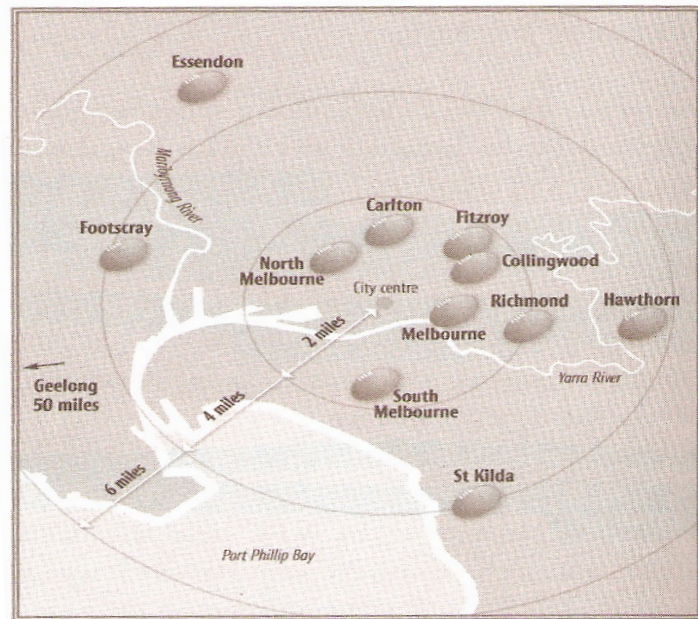 Essendon
Maribyrnong River
Footscray
Carlton
Fitzroy
North
Melbourne
Collingwood
City centre
Richmond
Hawthorn
Melbourne
2 miles
Geelong
50 miles
Yarra River
South
Melbourne
4 miles
6 miles
St Kilda
Port Phillip Bay